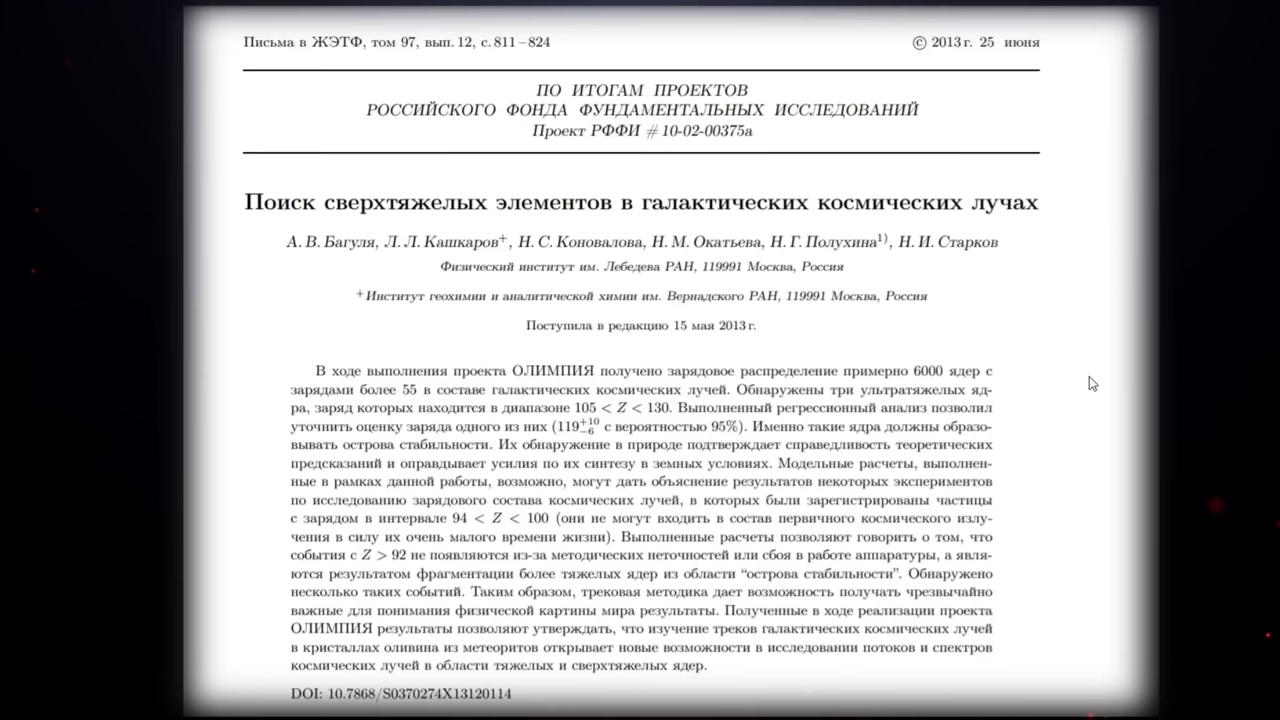 Письма в ЖЭТФ, том 97, вып. 12, с. 811–824
© 2013 г. 25 июня
ПО ИТОГАМ ПРОЕКТОВ
РОССИЙСКОГО ФОНДА ФУНДАМЕНТАЛЬНЫХ ИССЛЕДОВАНИЙ
Проект РФФИ # 10-02-00375а
Поиск сверхтяжелых элементов в галактических космических лучах
А. В. Багуля, Л. Л. Кашкаров⁺, Н. С. Коновалова, Н. М. Окатьева, Н. Г. Полухина¹⁾, Н. И. Старков
Физический институт им. Лебедева РАН, 119991 Москва, Россия
⁺Институт геохимии и аналитической химии им. Вернадского РАН, 119991 Москва, Россия
Поступила в редакцию 15 мая 2013 г.
В ходе выполнения проекта ОЛИМПИЯ получено зарядовое распределение примерно 6000 ядер с
зарядами более 55 в составе галактических космических лучей. Обнаружены три ультратяжелых яд-
ра, заряд которых находится в диапазоне 105 < Z < 130. Выполненный регрессионный анализ позволил
уточнить оценку заряда одного из них (119⁺¹⁰₋₆ с вероятностью 95%). Именно такие ядра должны образо-
вывать острова стабильности. Их обнаружение в природе подтверждает справедливость теоретических
предсказаний и оправдывает усилия по их синтезу в земных условиях. Модельные расчеты, выполнен-
ные в рамках данной работы, возможно, могут дать объяснение результатов некоторых экспериментов
по исследованию зарядового состава космических лучей, в которых были зарегистрированы частицы
с зарядом в интервале 94 < Z < 100 (они не могут входить в состав первичного космического излу-
чения в силу их очень малого времени жизни). Выполненные расчеты позволяют говорить о том, что
события с Z > 92 не появляются из-за методических неточностей или сбоя в работе аппаратуры, а явля-
ются результатом фрагментации более тяжелых ядер из области “острова стабильности”. Обнаружено
несколько таких событий. Таким образом, трековая методика дает возможность получать чрезвычайно
важные для понимания физической картины мира результаты. Полученные в ходе реализации проекта
ОЛИМПИЯ результаты позволяют утверждать, что изучение треков галактических космических лучей
в кристаллах оливина из метеоритов открывает новые возможности в исследовании потоков и спектров
космических лучей в области тяжелых и сверхтяжелых ядер.
DOI: 10.7868/S0370274X13120114